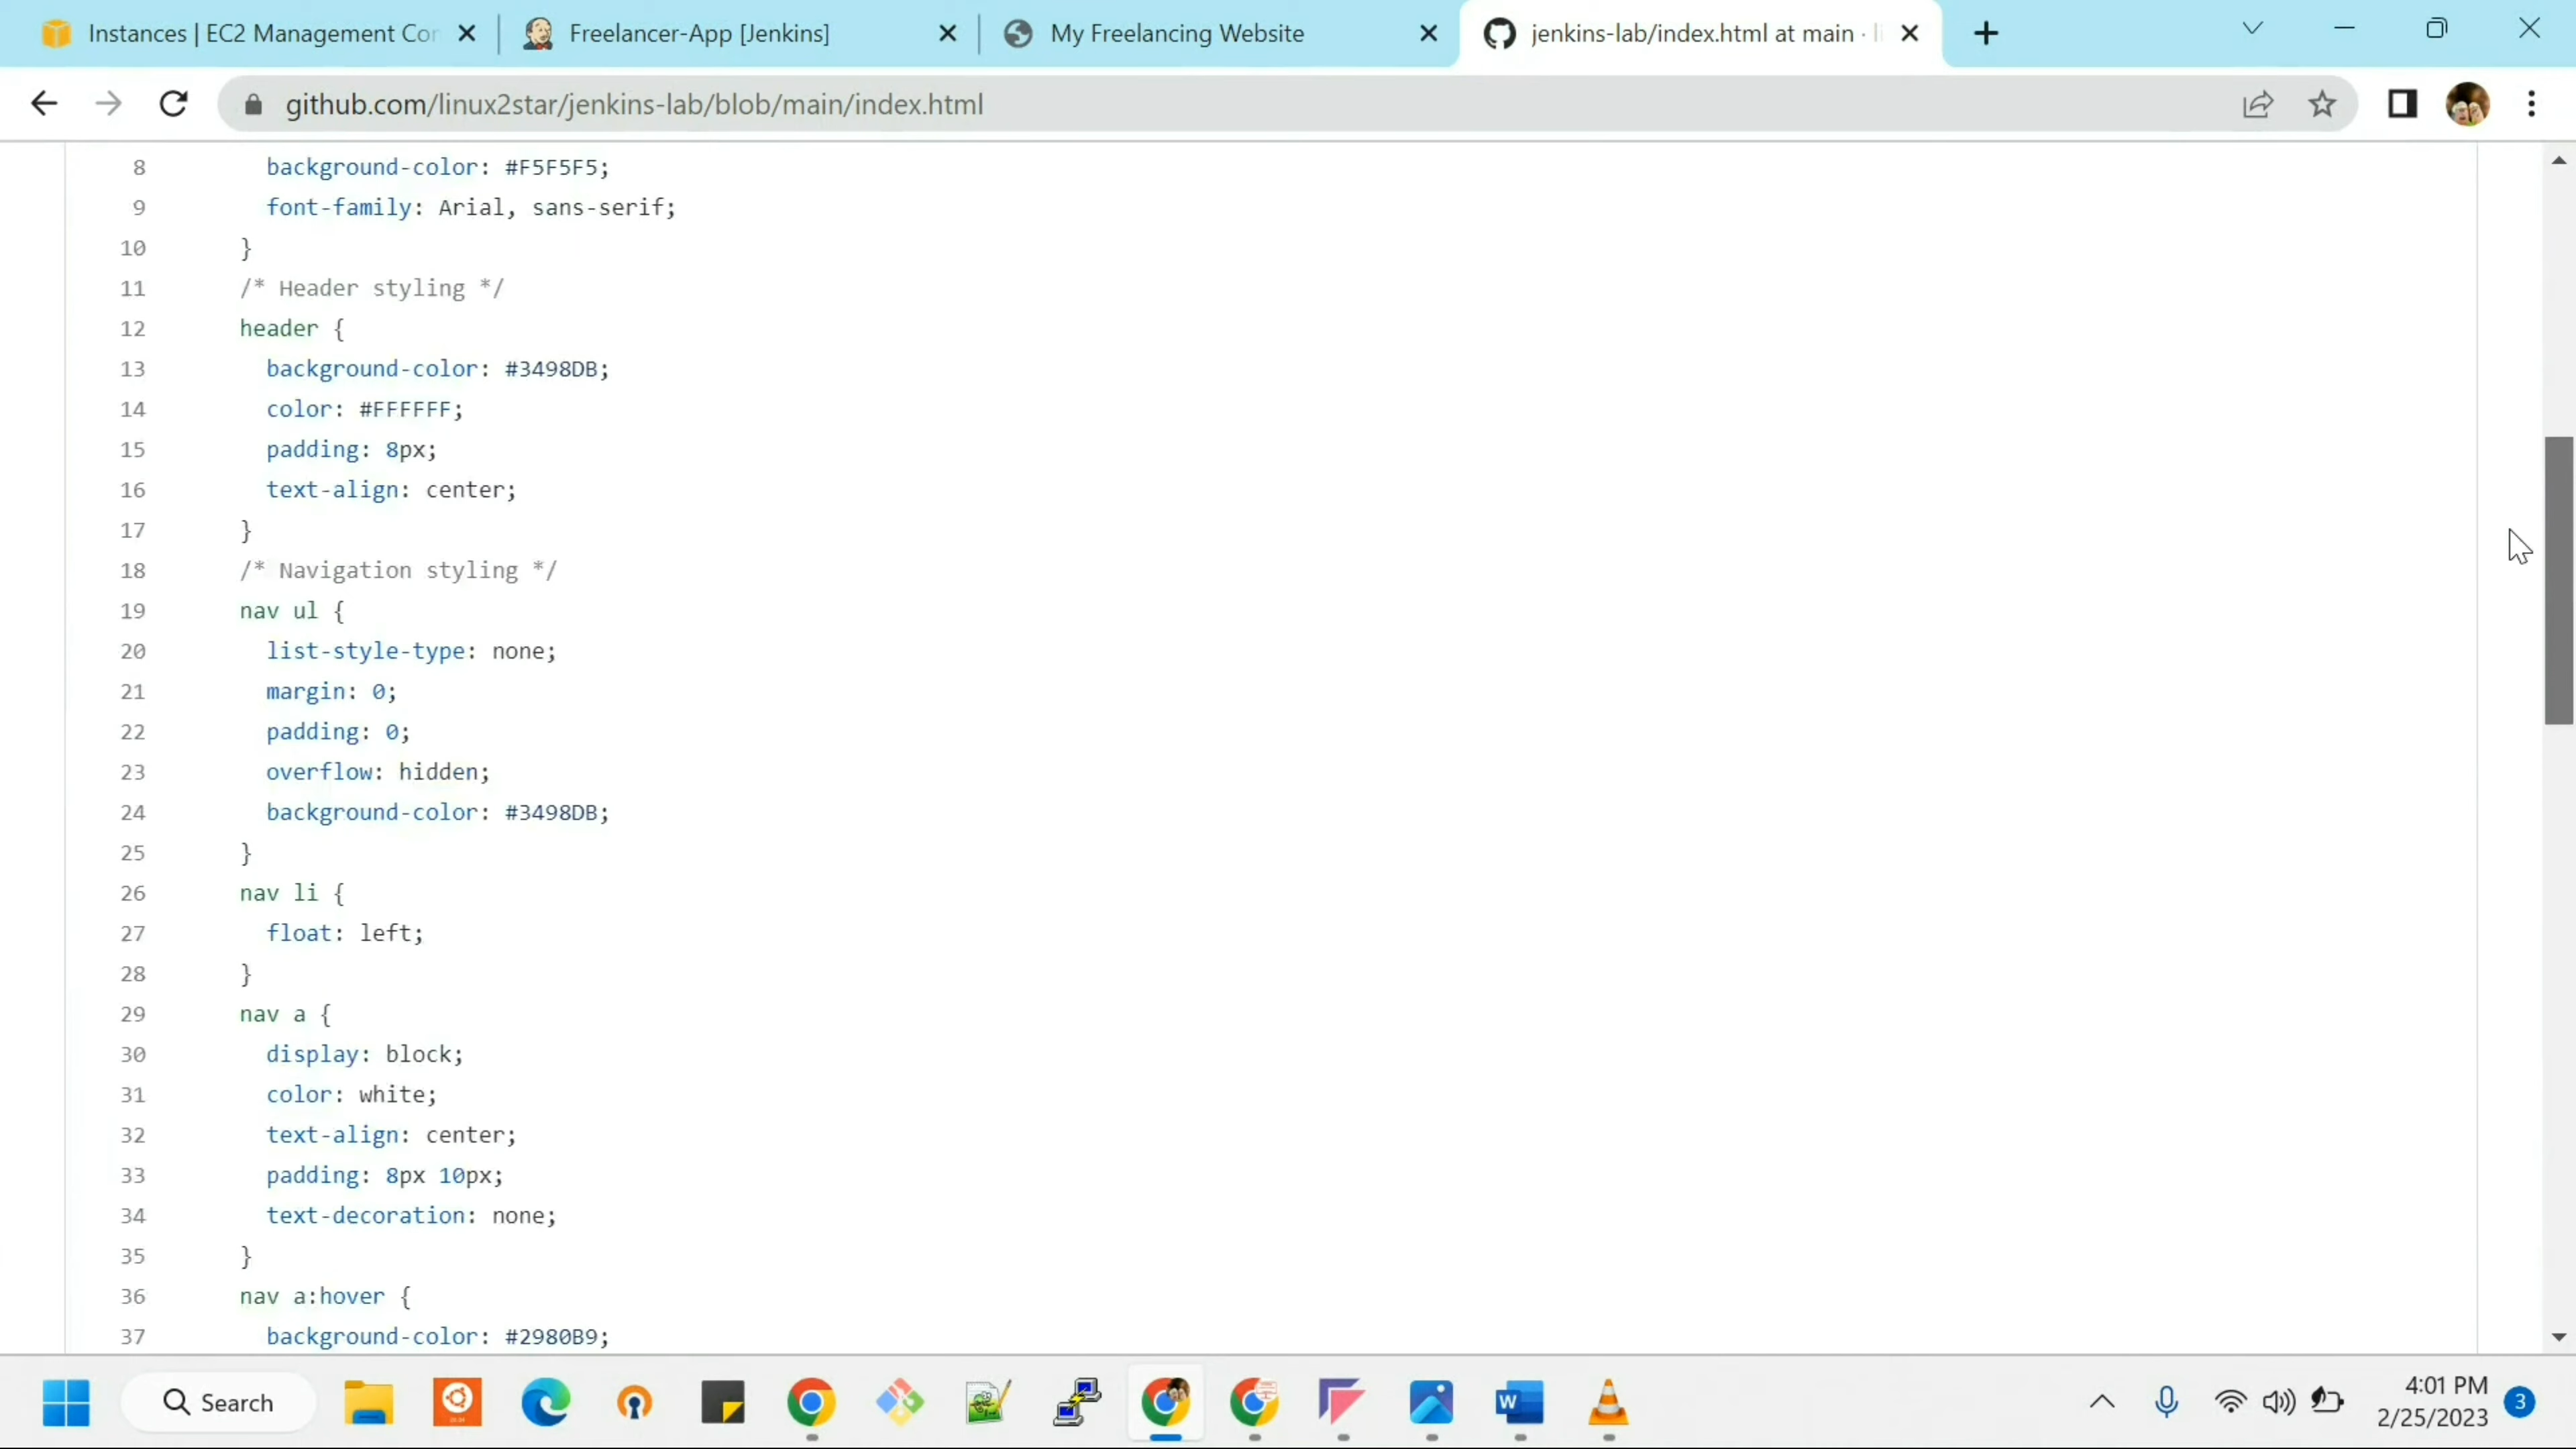 Instances | EC2 Management Cor
Freelancer-App [Jenkins]
My Freelancing Website
jenkins-lab/index.html at main ·
github.com/linux2star/jenkins-lab/blob/main/index.html
8 background-color: #F5F5F5;
9 font-family: Arial, sans-serif;
10 }
11 /* Header styling */
12 header {
13 background-color: #3498DB;
14 color: #FFFFFF;
15 padding: 8px;
16 text-align: center;
17 }
18 /* Navigation styling */
19 nav ul {
20 list-style-type: none;
21 margin: 0;
22 padding: 0;
23 overflow: hidden;
24 background-color: #3498DB;
25 }
26 nav li {
27 float: left;
28 }
29 nav a {
30 display: block;
31 color: white;
32 text-align: center;
33 padding: 8px 10px;
34 text-decoration: none;
35 }
36 nav a:hover {
37 background-color: #2980B9;
Search
4:01 PM
2/25/2023
3